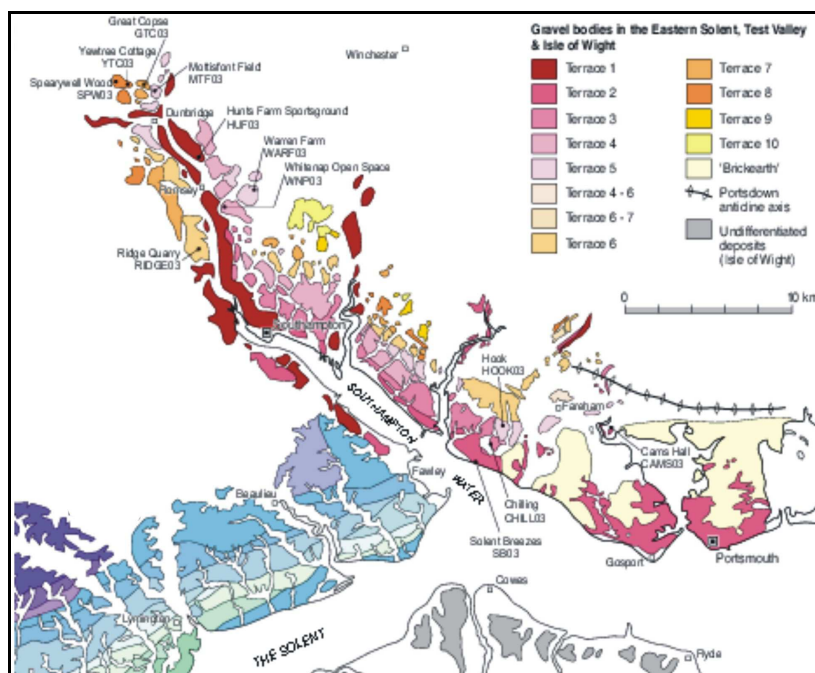 Great Copse
GTC03
Yewtree Cottage
YTC03
Spearywell Wood
SPW03
Mottisfont Field
MTF03
Winchester
Dunbridge
Hunts Farm Sportsground
HUF03
Warren Farm
WARF03
Whitenap Open Space
WNP03
Romsey
Ridge Quarry
RIDGE03
Southampton
SOUTHAMPTON
WATER
Hook
HOOK03
Fareham
Cams Hall
CAMS03
Fawley
Beaulieu
Chilling
CHILL03
Solent Breezes
SB03
Gosport
Portsmouth
Cowes
Lymington
THE SOLENT
Ryde
Gravel bodies in the Eastern Solent, Test Valley
& Isle of Wight
Terrace 1
Terrace 2
Terrace 3
Terrace 4
Terrace 5
Terrace 4 - 6
Terrace 6 - 7
Terrace 6
Terrace 7
Terrace 8
Terrace 9
Terrace 10
'Brickearth'
Portsdown
anticline axis
Undifferentiated
deposits
(Isle of Wight)
0 10 km